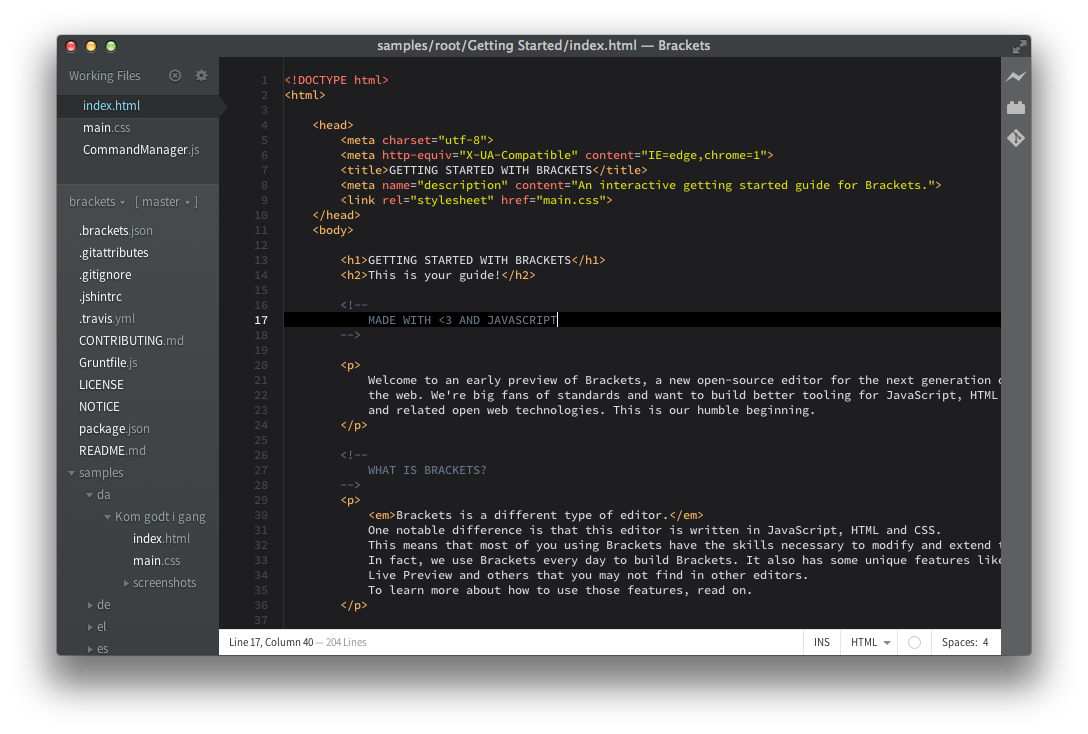 samples/root/Getting Started/index.html — Brackets
Working Files
index.html
main.css
CommandManager.js
brackets [ master ]
.brackets.json
.gitattributes
.gitignore
.jshintrc
.travis.yml
CONTRIBUTING.md
Gruntfile.js
LICENSE
NOTICE
package.json
README.md
samples
da
Kom godt i gang
index.html
main.css
screenshots
de
el
es
1 <!DOCTYPE html>
2 <html>
3
4     <head>
5         <meta charset="utf-8">
6         <meta http-equiv="X-UA-Compatible" content="IE=edge,chrome=1">
7         <title>GETTING STARTED WITH BRACKETS</title>
8         <meta name="description" content="An interactive getting started guide for Brackets.">
9         <link rel="stylesheet" href="main.css">
10     </head>
11     <body>
12
13         <h1>GETTING STARTED WITH BRACKETS</h1>
14         <h2>This is your guide!</h2>
15
16         <!--
17             MADE WITH <3 AND JAVASCRIPT
18         -->
19
20         <p>
21             Welcome to an early preview of Brackets, a new open-source editor for the next generation
22             the web. We're big fans of standards and want to build better tooling for JavaScript, HTML
23             and related open web technologies. This is our humble beginning.
24         </p>
25
26         <!--
27             WHAT IS BRACKETS?
28         -->
29         <p>
30             <em>Brackets is a different type of editor.</em>
31             One notable difference is that this editor is written in JavaScript, HTML and CSS.
32             This means that most of you using Brackets have the skills necessary to modify and extend
33             In fact, we use Brackets every day to build Brackets. It also has some unique features like
34             Live Preview and others that you may not find in other editors.
35             To learn more about how to use those features, read on.
36         </p>
37
Line 17, Column 40 — 204 Lines
INS
HTML
Spaces: 4